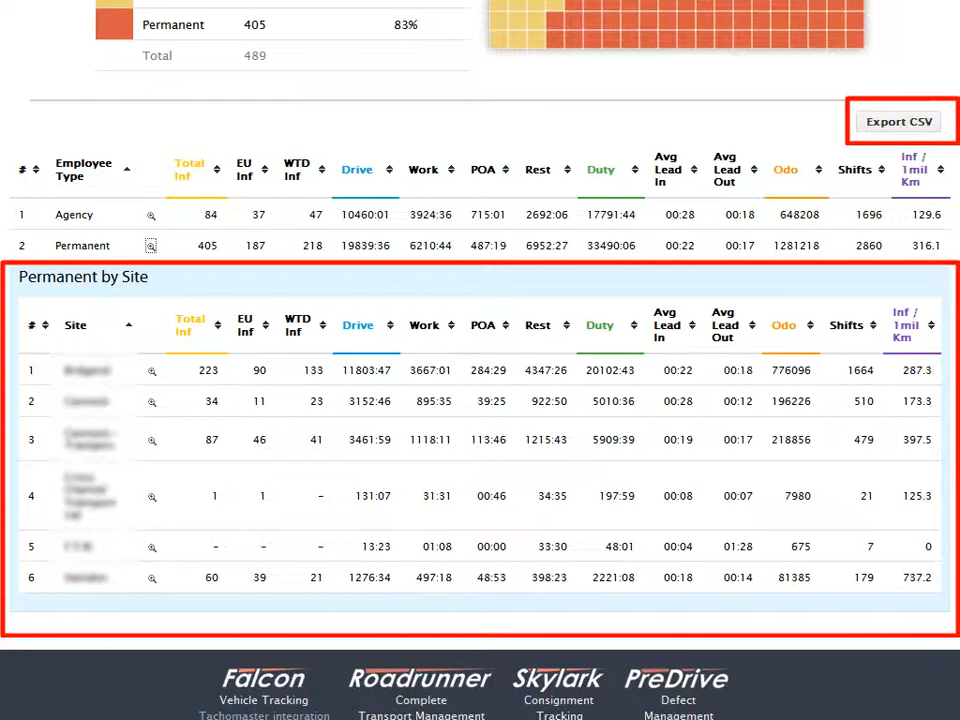 Permanent 405 83%
Total 489
Export CSV
# Employee Type Total Inf EU Inf WTD Inf Drive Work POA Rest Duty Avg Lead In Avg Lead Out Odo Shifts Inf / 1mil Km
1 Agency 84 37 47 10460:01 3924:36 715:01 2692:06 17791:44 00:28 00:18 648208 1696 129.6
2 Permanent 405 187 218 19839:36 6210:44 487:19 6952:27 33490:06 00:22 00:17 1281218 2860 316.1
Permanent by Site
# Site Total Inf EU Inf WTD Inf Drive Work POA Rest Duty Avg Lead In Avg Lead Out Odo Shifts Inf / 1mil Km
1 223 90 133 11803:47 3667:01 284:29 4347:26 20102:43 00:22 00:18 776096 1664 287.3
2 34 11 23 3152:46 895:35 39:25 922:50 5010:36 00:28 00:12 196226 510 173.3
3 87 46 41 3461:59 1118:11 113:46 1215:43 5909:39 00:19 00:17 218856 479 397.5
4 1 1 – 131:07 31:31 00:46 34:35 197:59 00:08 00:07 7980 21 125.3
5 – – – 13:23 01:08 00:00 33:30 48:01 00:04 01:28 675 7 0
6 60 39 21 1276:34 497:18 48:53 398:23 2221:08 00:18 00:14 81385 179 737.2
Falcon Roadrunner Skylark PreDrive
Vehicle Tracking Complete Consignment Defect
Tachomaster integration Transport Management Tracking Management